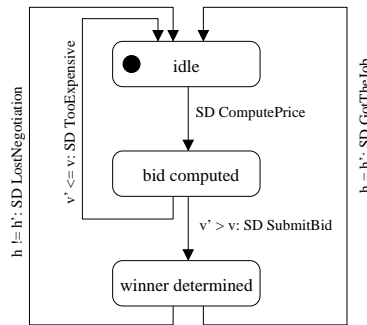 idle
SD ComputePrice
bid computed
v' > v: SD SubmitBid
winner determined
h != h': SD LostNegotiation
v' <= v: SD TooExpensive
h = h': SD GotTheJob